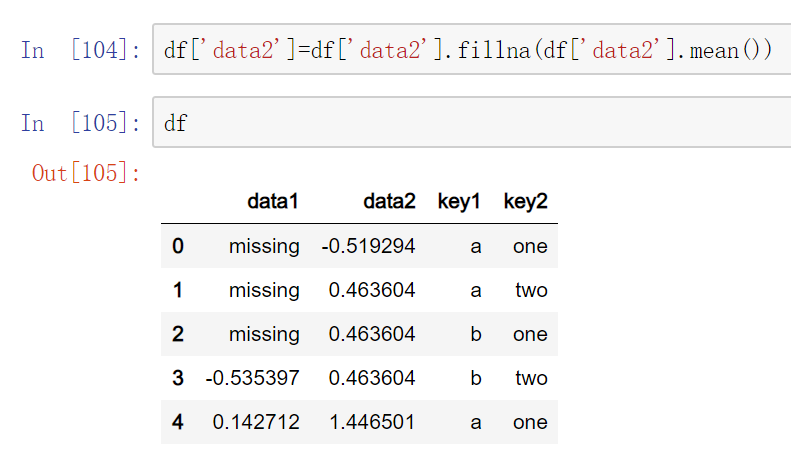 In [104]: df['data2']=df['data2'].fillna(df['data2'].mean())
In [105]: df
Out[105]:
data1 data2 key1 key2
0 missing -0.519294 a one
1 missing 0.463604 a two
2 missing 0.463604 b one
3 -0.535397 0.463604 b two
4 0.142712 1.446501 a one